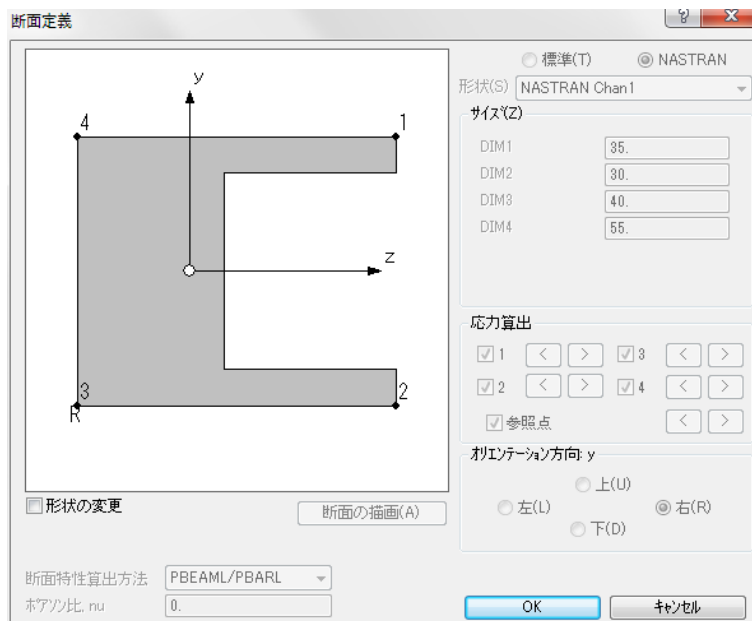 断面定義
? x
y
4
1
z
3
R
2
形状の変更
断面の描画(A)
断面特性算出方法 PBEAML/PBARL
ポアソン比, nu 0.
標準(T) NASTRAN
形状(S) NASTRAN Chan1
サイズ(Z)
DIM1 35.
DIM2 30.
DIM3 40.
DIM4 55.
応力算出
1 < > 3 < >
2 < > 4 < >
参照点 < >
オリエンテーション方向: y
上(U)
左(L) 右(R)
下(D)
OK キャンセル